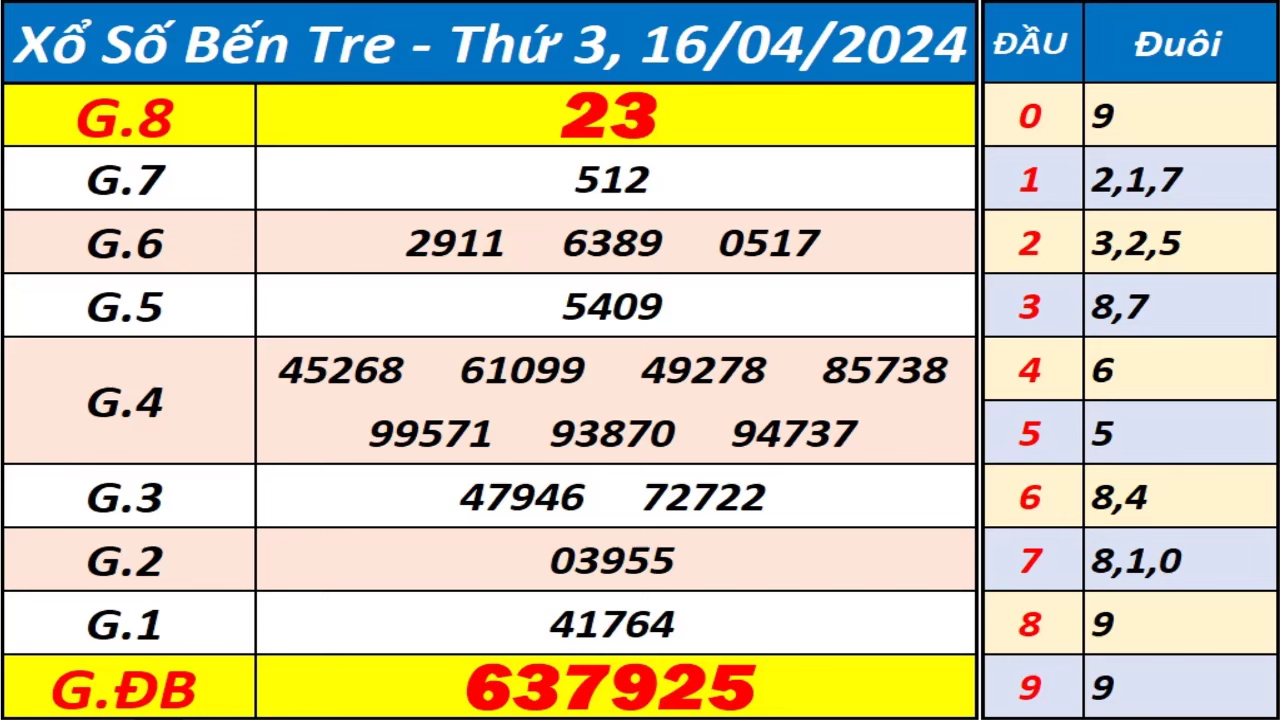 Xổ Số Bến Tre - Thứ 3, 16/04/2024
G.8 23
G.7 512
G.6 2911 6389 0517
G.5 5409
G.4 45268 61099 49278 85738
99571 93870 94737
G.3 47946 72722
G.2 03955
G.1 41764
G.ĐB 637925
ĐẦU Đuôi
0 9
1 2,1,7
2 3,2,5
3 8,7
4 6
5 5
6 8,4
7 8,1,0
8 9
9 9